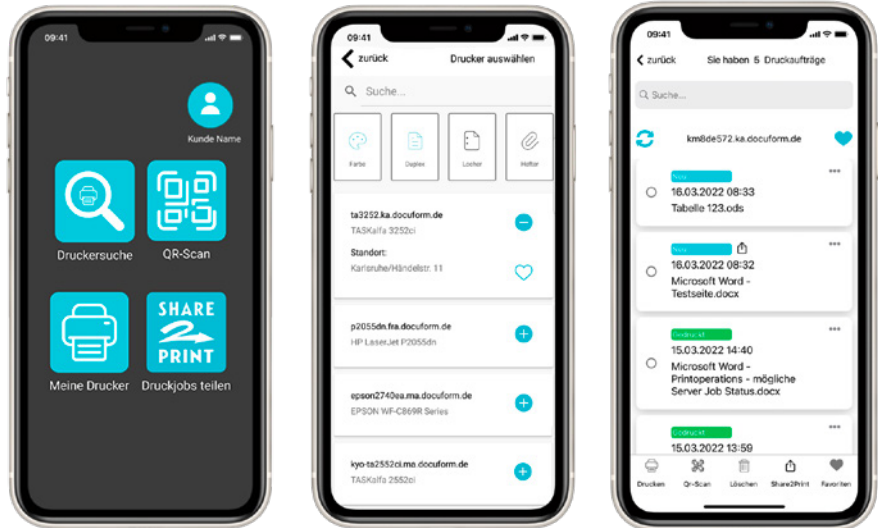 09:41
Kunde Name
Druckersuche
QR-Scan
SHARE
2
PRINT
Meine Drucker
Druckjobs teilen
09:41
zurück
Drucker auswählen
Suche...
Farbe
Duplex
Locher
Hefter
ta3252.ka.docuform.de
TASKalfa 3252ci
Standort:
Karlsruhe/Händelstr. 11
p2055dn.fra.docuform.de
HP LaserJet P2055dn
epson2740ea.ma.docuform.de
EPSON WF-C869R Series
kyo-ta2552ci.ma.docuform.de
TASKalfa 2552ci
09:41
zurück
Sie haben 5 Druckaufträge
Suche...
km8de572.ka.docuform.de
Neu
16.03.2022 08:33
Tabelle 123.ods
Neu
16.03.2022 08:32
Microsoft Word -
Testseite.docx
Gedruckt
15.03.2022 14:40
Microsoft Word -
Printoperations - mögliche
Server Job Status.docx
Gedruckt
15.03.2022 13:59
Drucken
Qr-Scan
Löschen
Share2Print
Favoriten